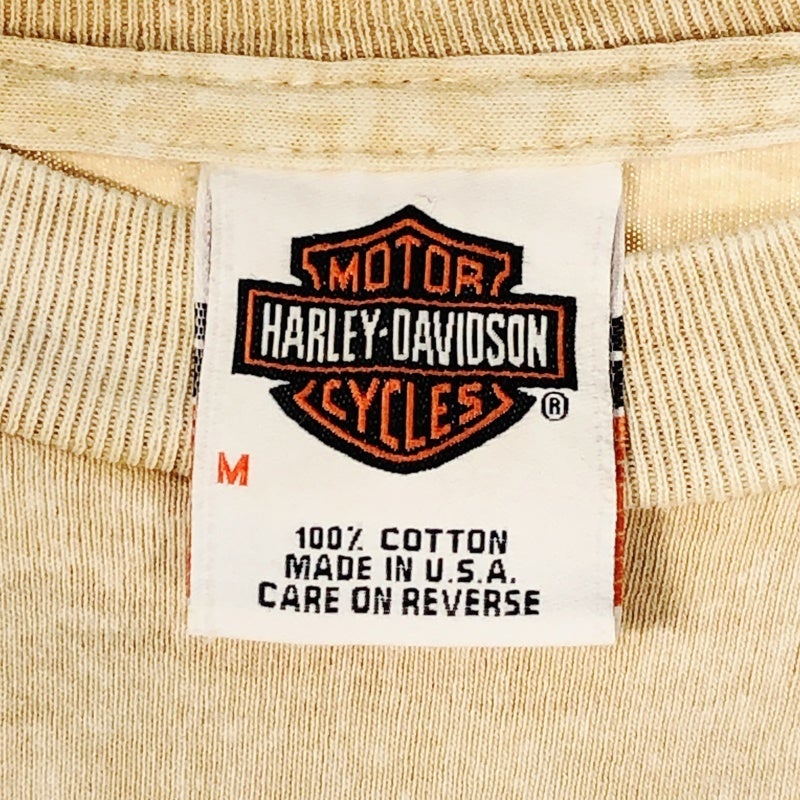 MOTOR
HARLEY-DAVIDSON
CYCLES
®
M
100% COTTON
MADE IN U.S.A.
CARE ON REVERSE